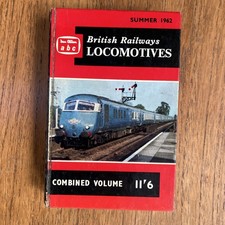 SUMMER 1962
Ian Allan
abc
British Railways
LOCOMOTIVES
COMBINED VOLUME 11'6